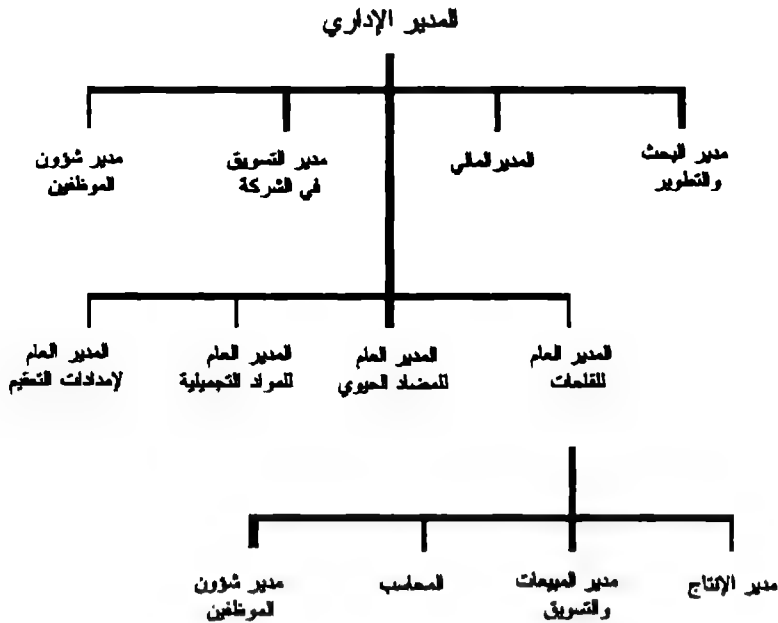 المدير الإداري
مدير البحث
والتطوير
المدير المالي
مدير التسويق
في الشركة
مدير شؤون
الموظفين
المدير العام
للقلحات
المدير العام
للمضاد الحيوي
المدير العام
للمواد التجميلية
المدير العام
لإمدادات التعقيم
مدير الإنتاج
مدير المبيعات
والتسويق
المحاسب
مدير شؤون
الموظفين